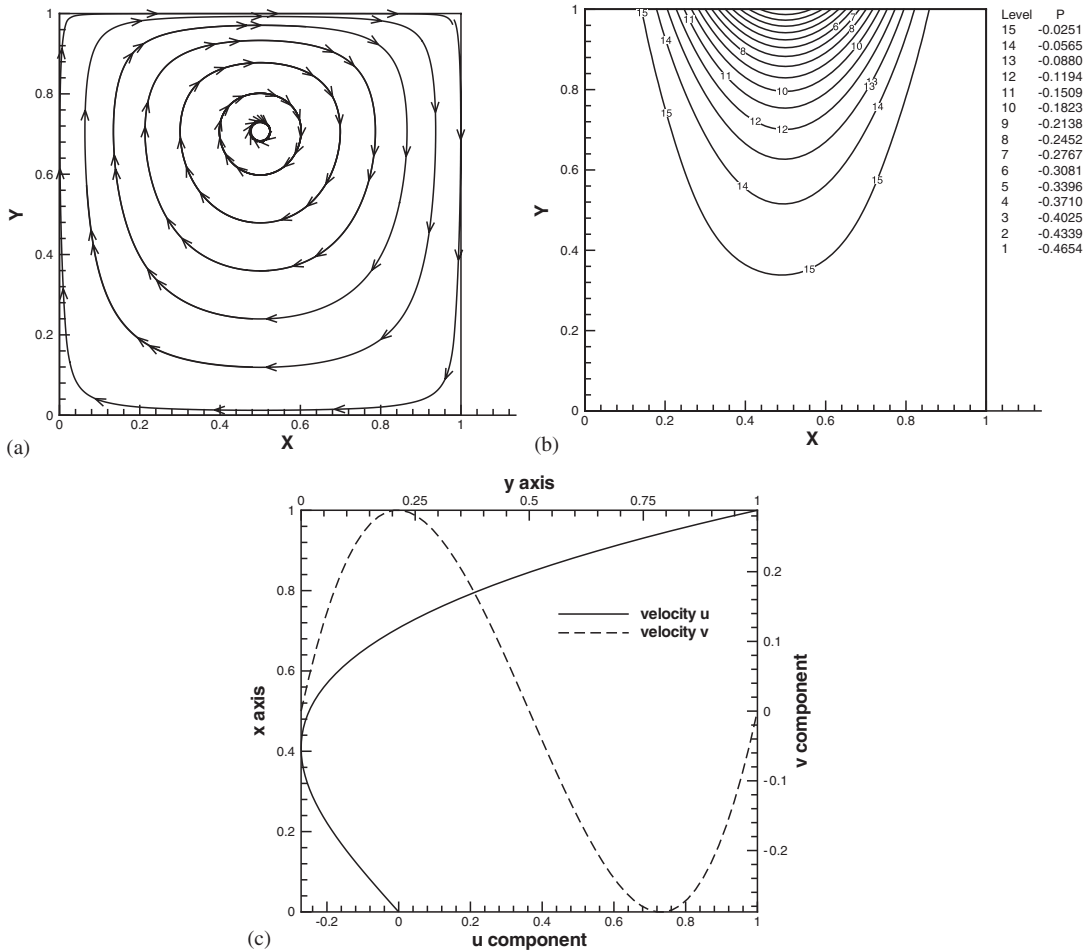 1
0.8
0.6
0.4
0.2
0
Y
0 0.2 0.4 0.6 0.8 1
X
(a)
1
0.8
0.6
0.4
0.2
0
Y
0 0.2 0.4 0.6 0.8 1
X
(b)
15 13 11 7
14 6 9
8 10
11 10 13
13
15 12 12 14
14 15
15
Level P
15 -0.0251
14 -0.0565
13 -0.0880
12 -0.1194
11 -0.1509
10 -0.1823
9 -0.2138
8 -0.2452
7 -0.2767
6 -0.3081
5 -0.3396
4 -0.3710
3 -0.4025
2 -0.4339
1 -0.4654
y axis
0 0.25 0.5 0.75 1
1
0.8
0.6
0.4
0.2
0
x axis
velocity u
velocity v
0.2
0.1
0
-0.1
-0.2
v component
-0.2 0 0.2 0.4 0.6 0.8 1
u component
(c)